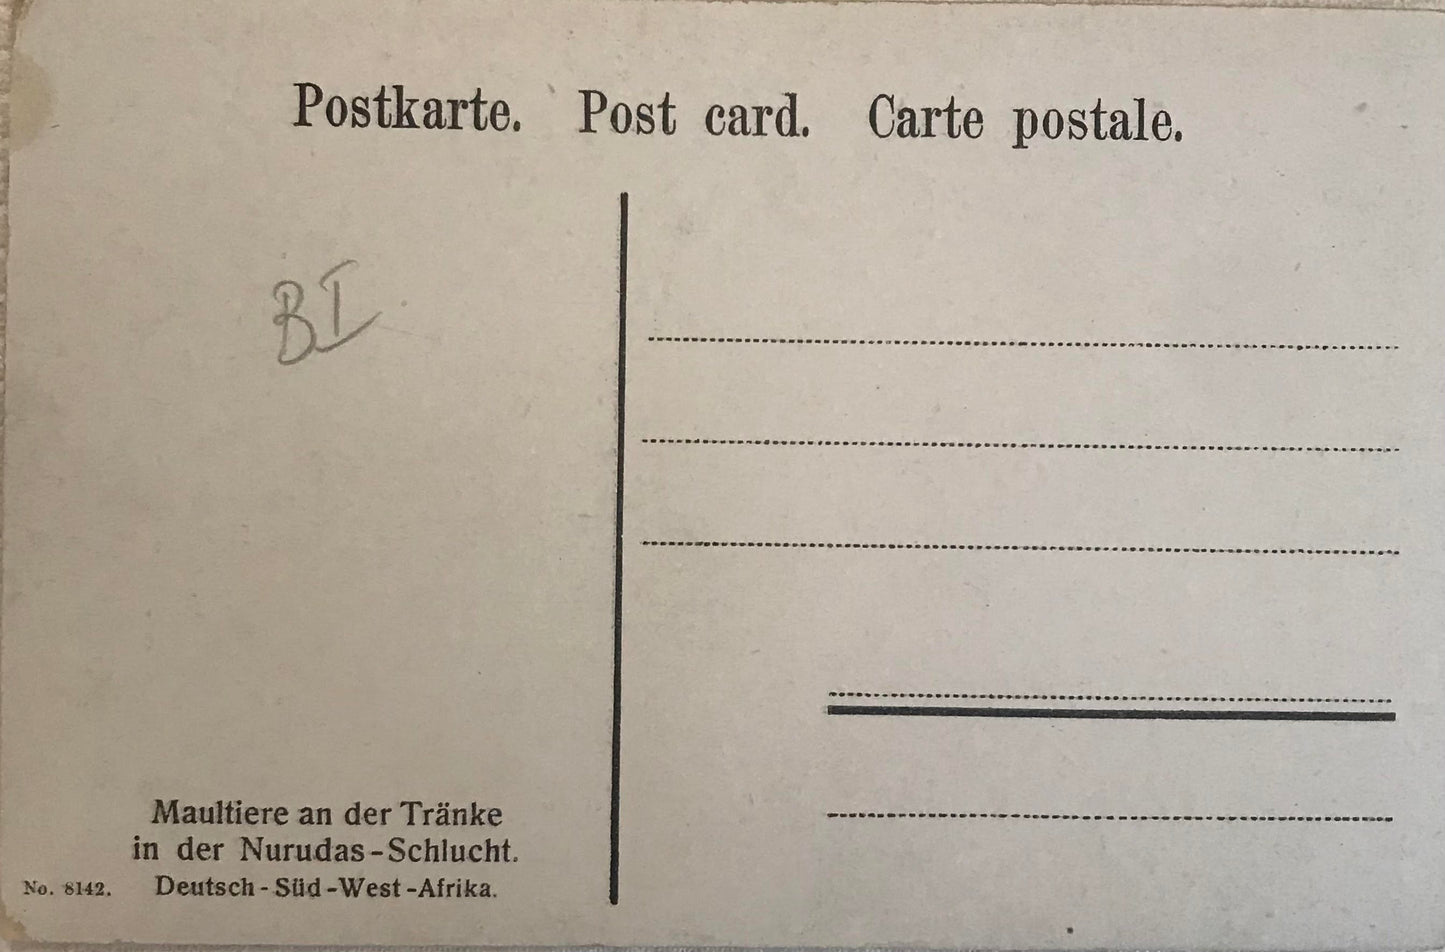 Postkarte. Post card. Carte postale.
BI
Maultiere an der Tränke
in der Nurudas-Schlucht.
No. 8142. Deutsch-Süd-West-Afrika.